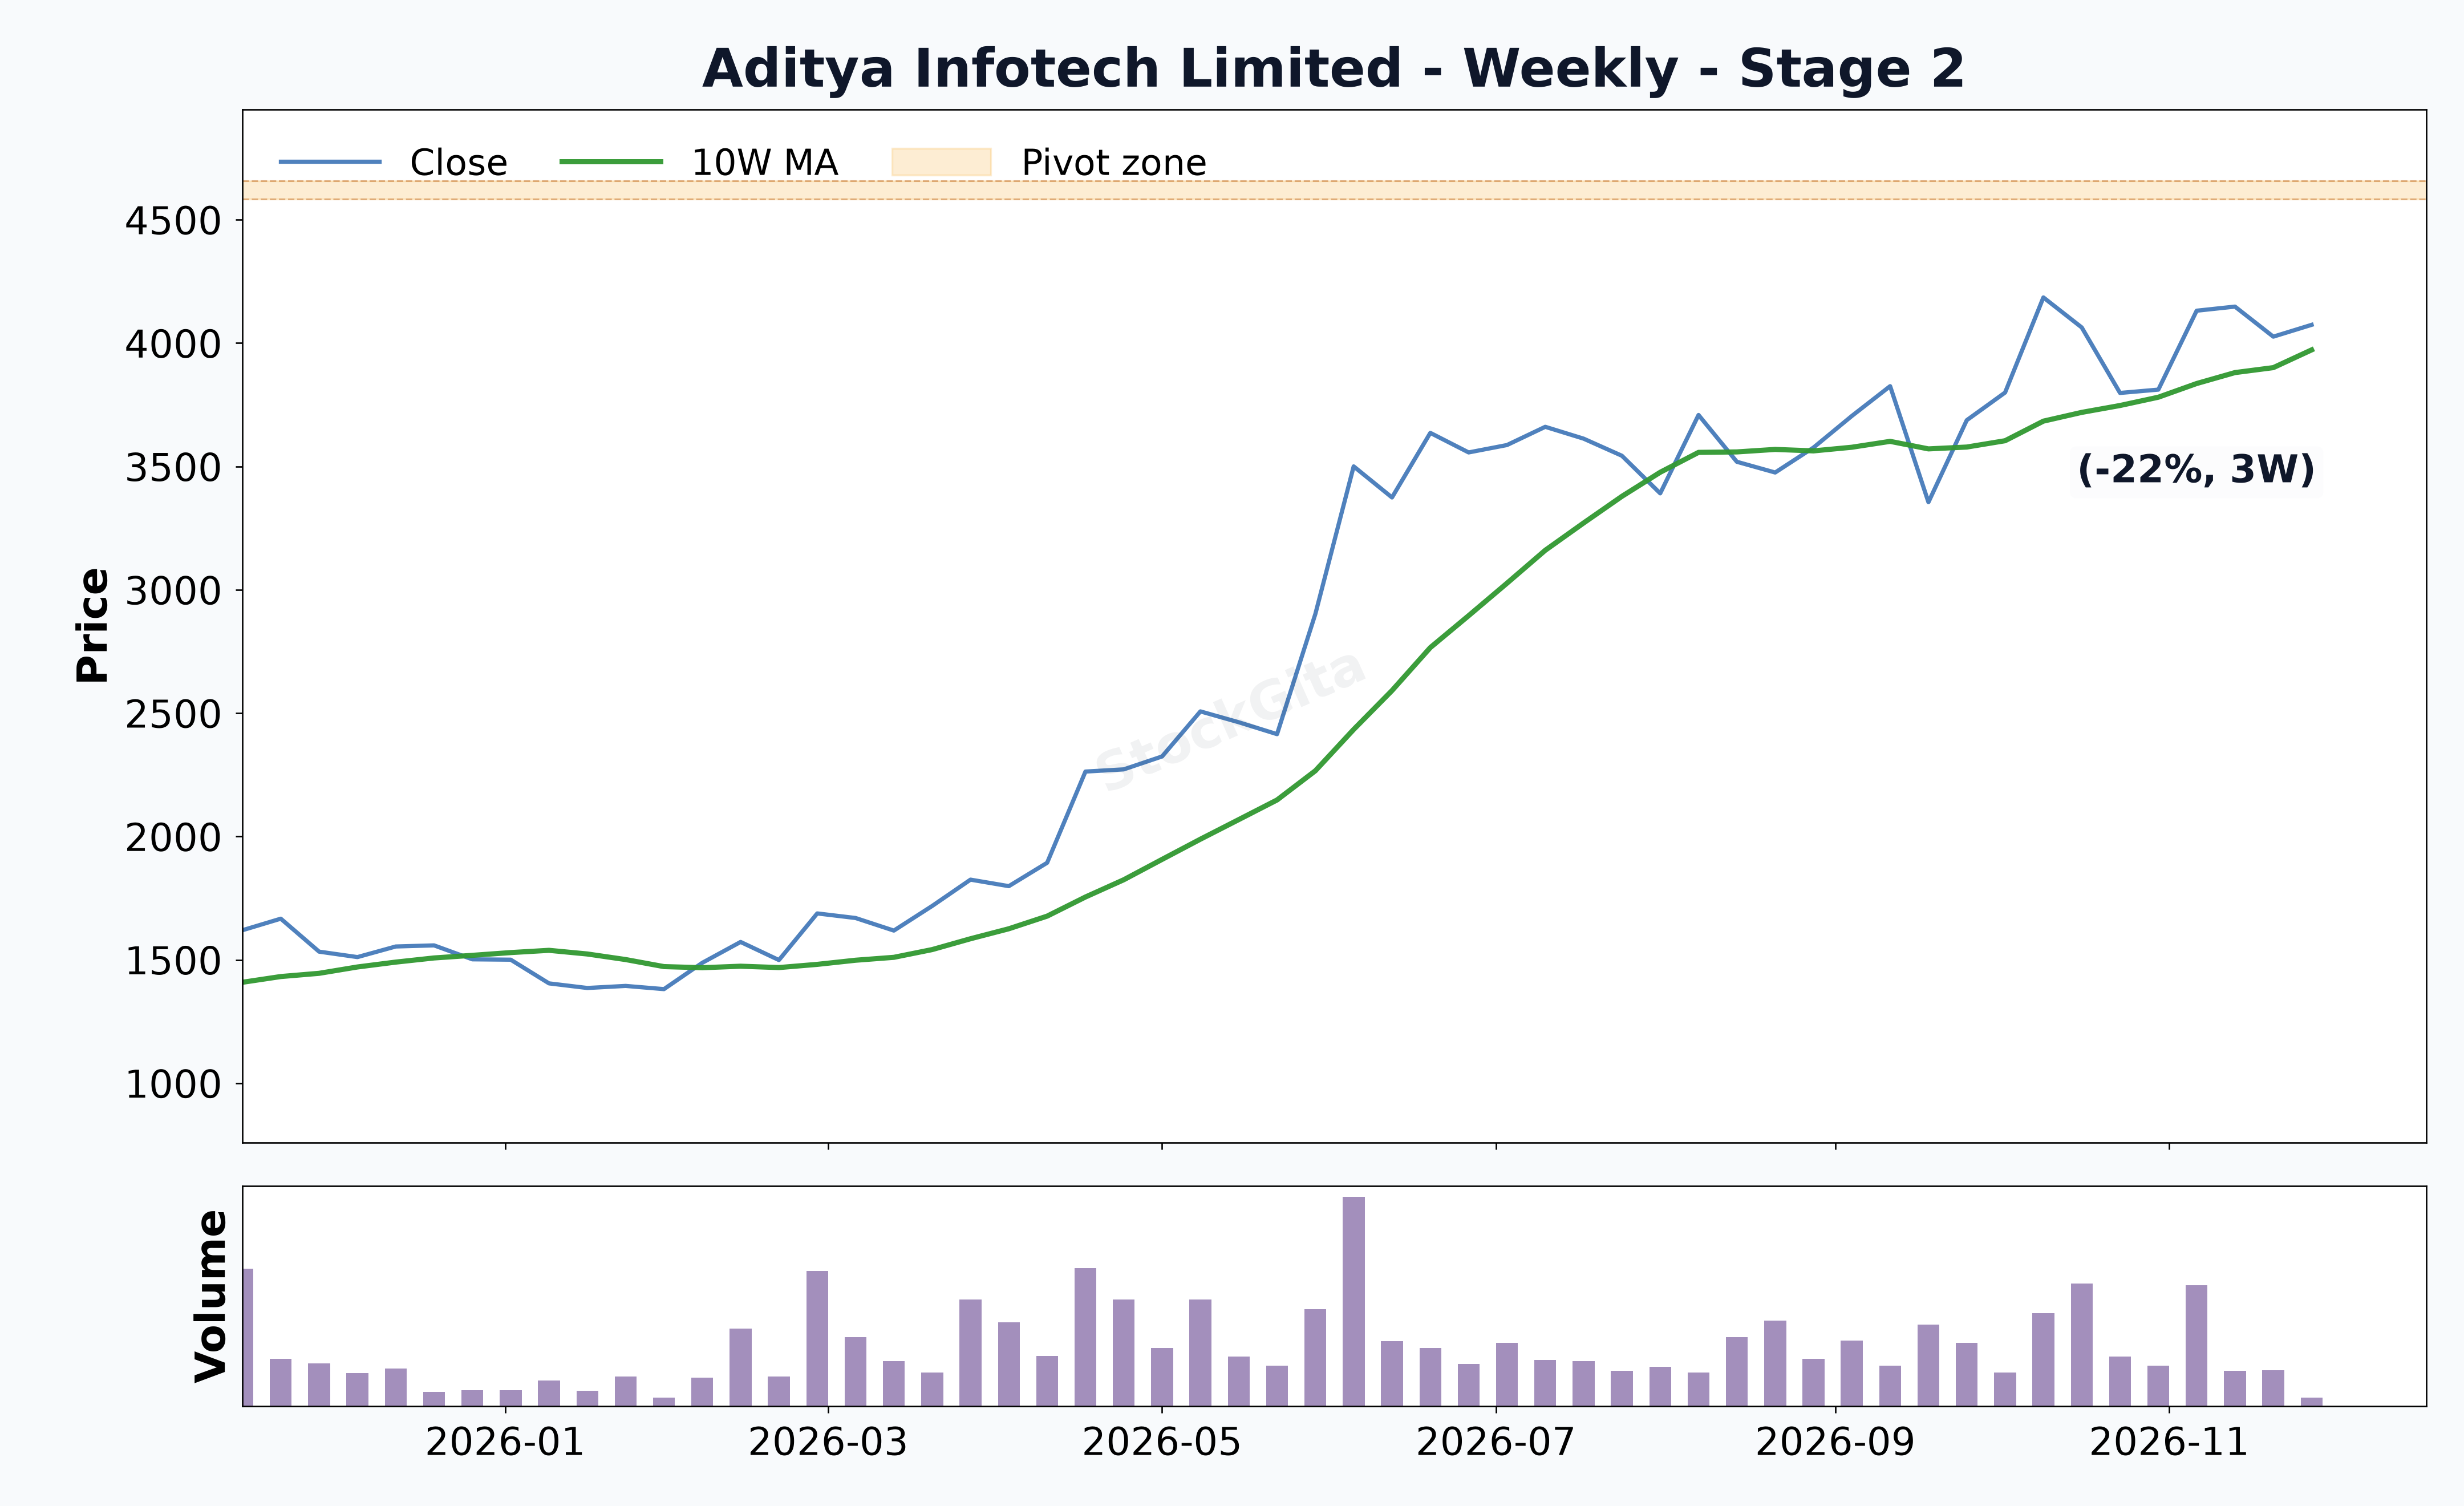 Aditya Infotech Limited - Weekly - Stage 2
Close
10W MA
Pivot zone
4500
4000
3500
3000
2500
2000
1500
1000
Price
(-22%, 3W)
StockGita
Volume
2026-01
2026-03
2026-05
2026-07
2026-09
2026-11